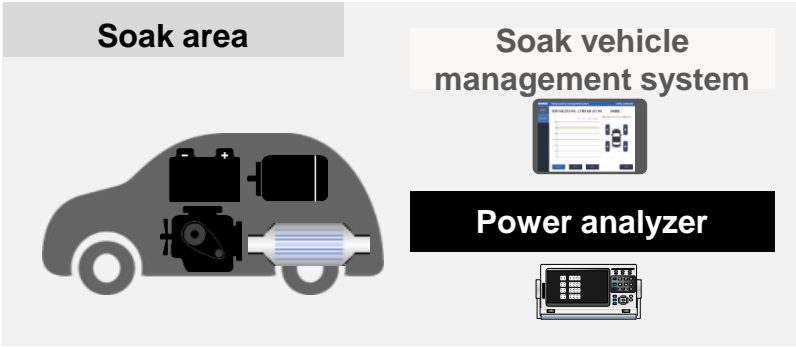 Soak area
Soak vehicle
management system
Power analyzer